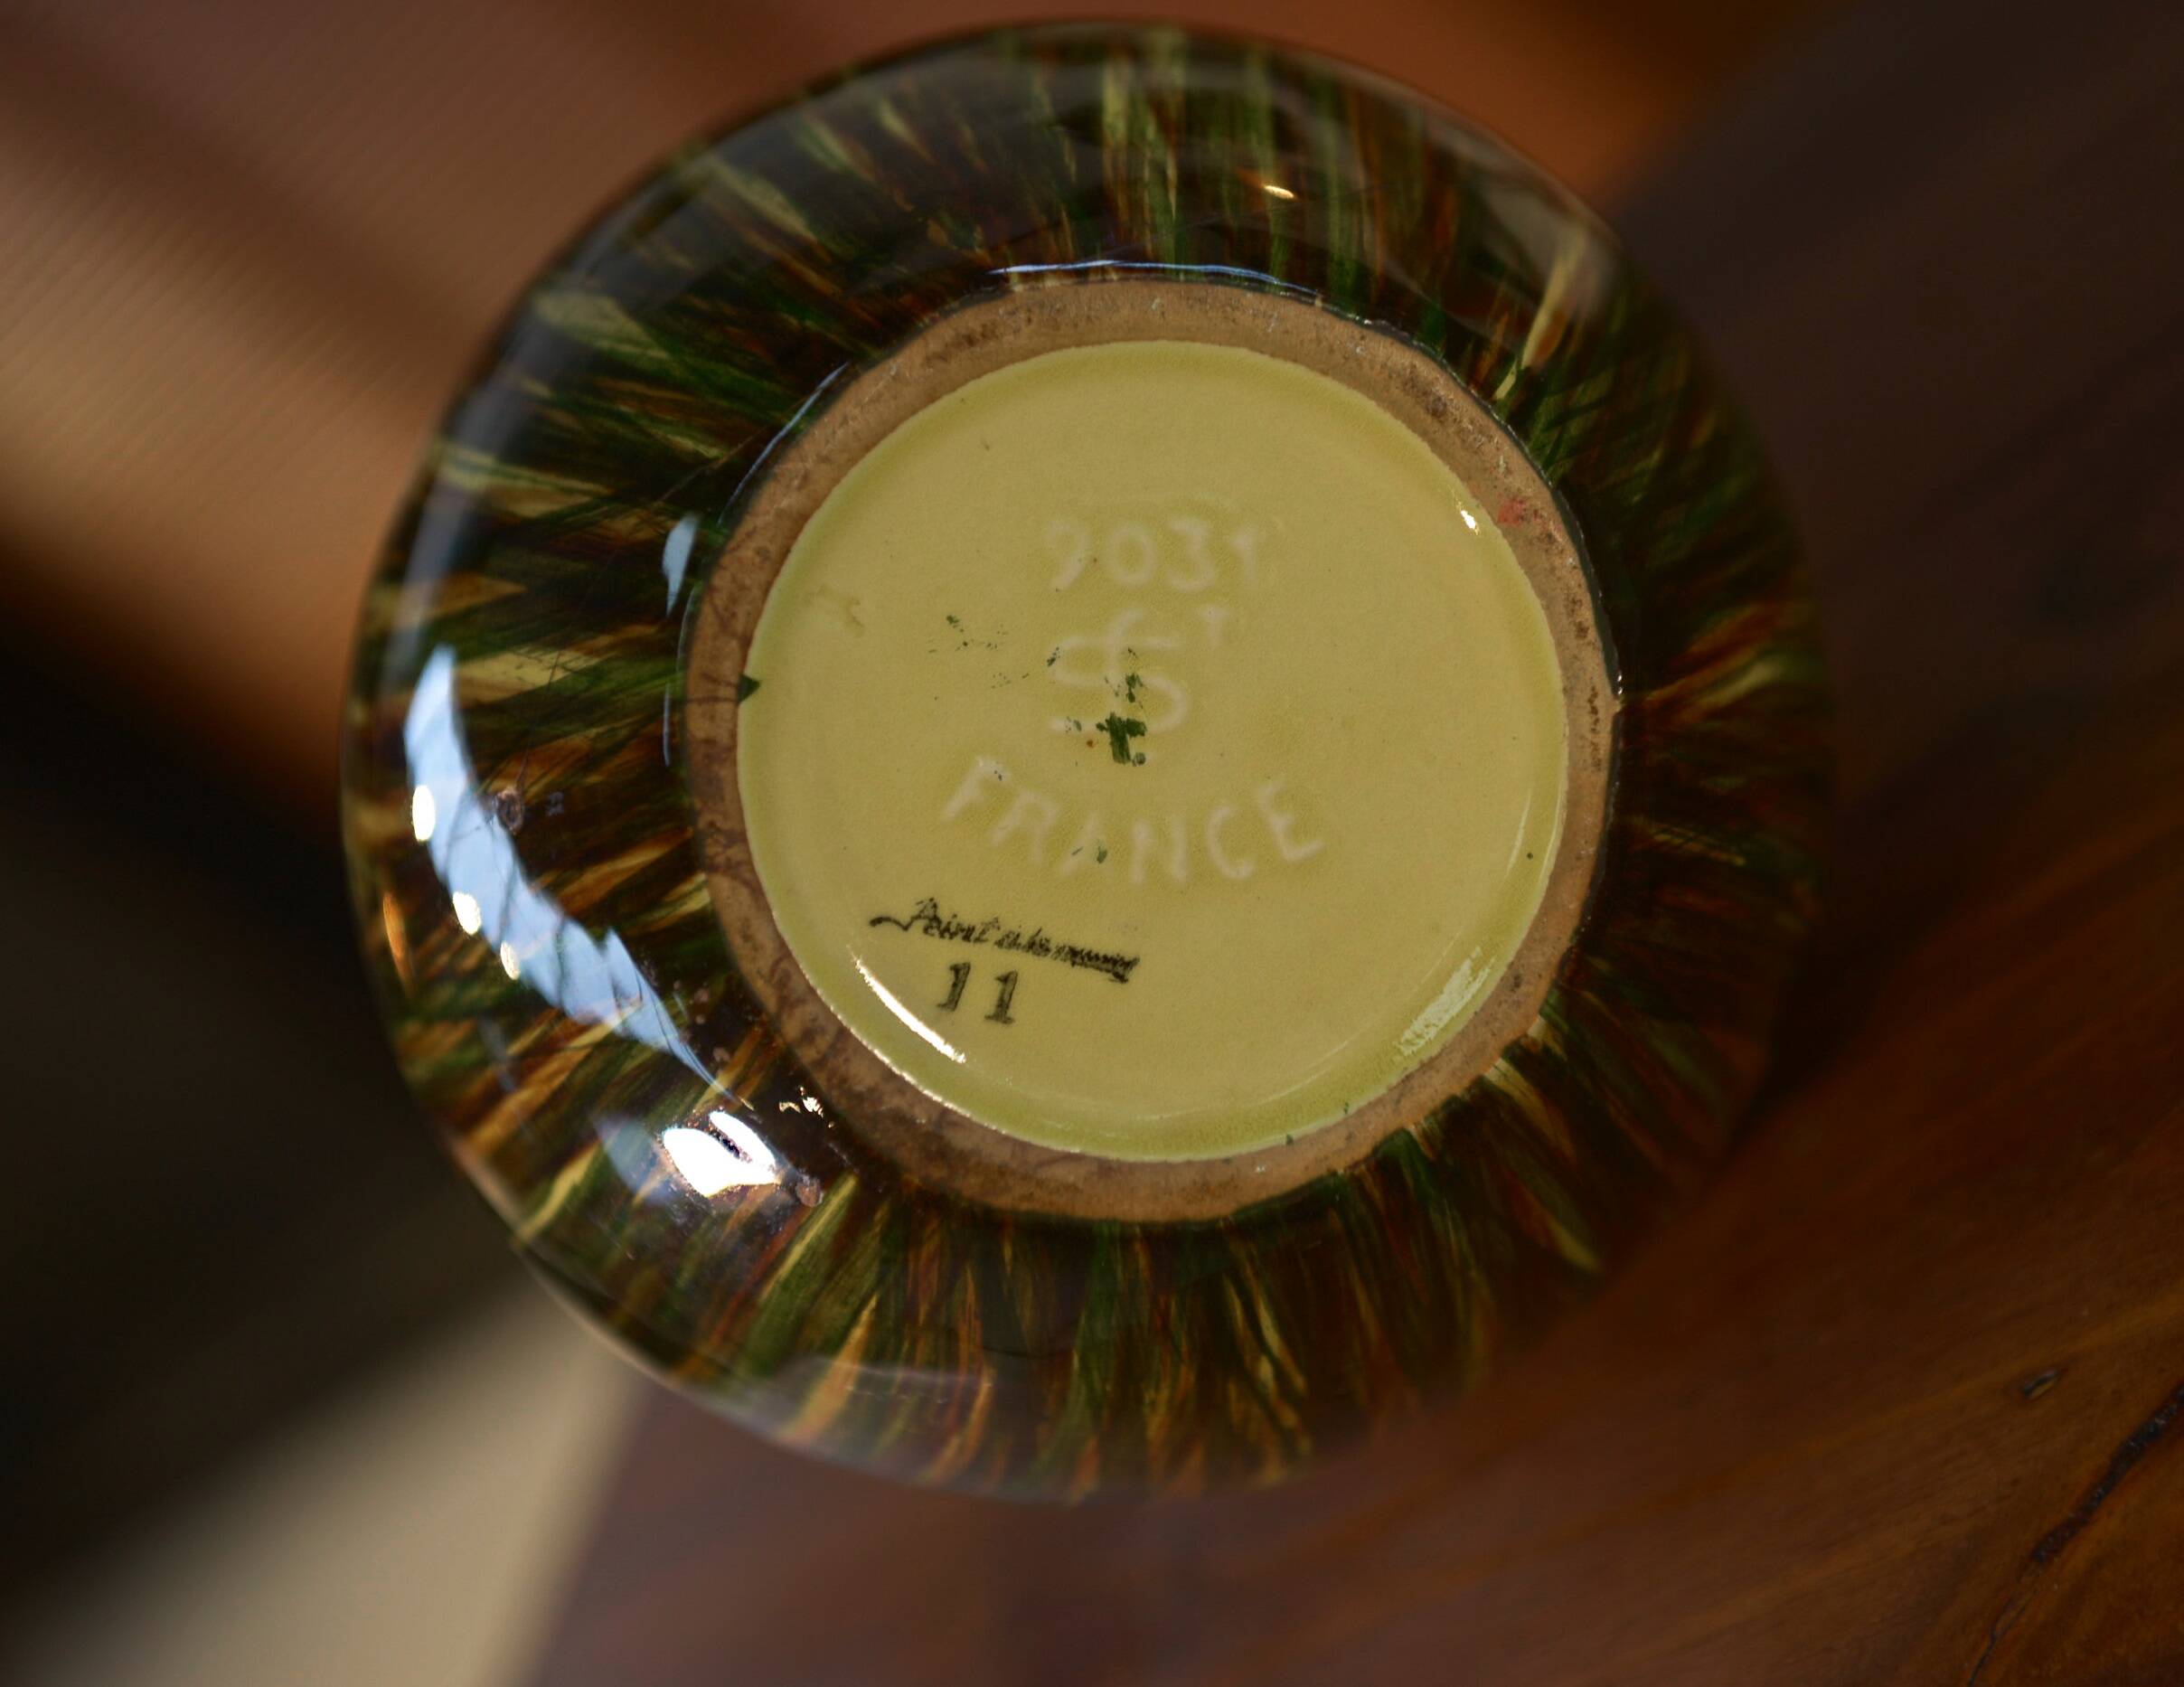 9031
FRANCE
Peint a la main
11